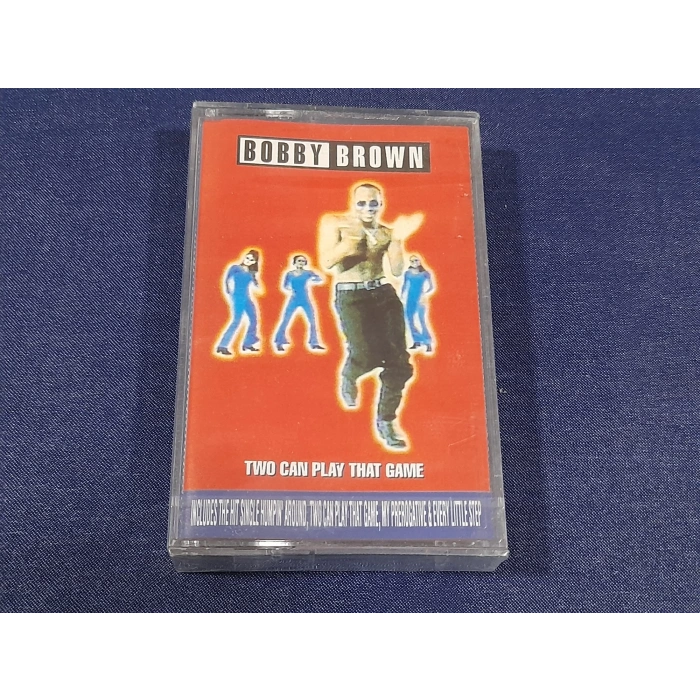 BOBBY BROWN
TWO CAN PLAY THAT GAME
INCLUDES THE HIT SINGLE HUMPIN' AROUND, TWO CAN PLAY THAT GAME, MY PREROGATIVE & EVERY LITTLE STEP